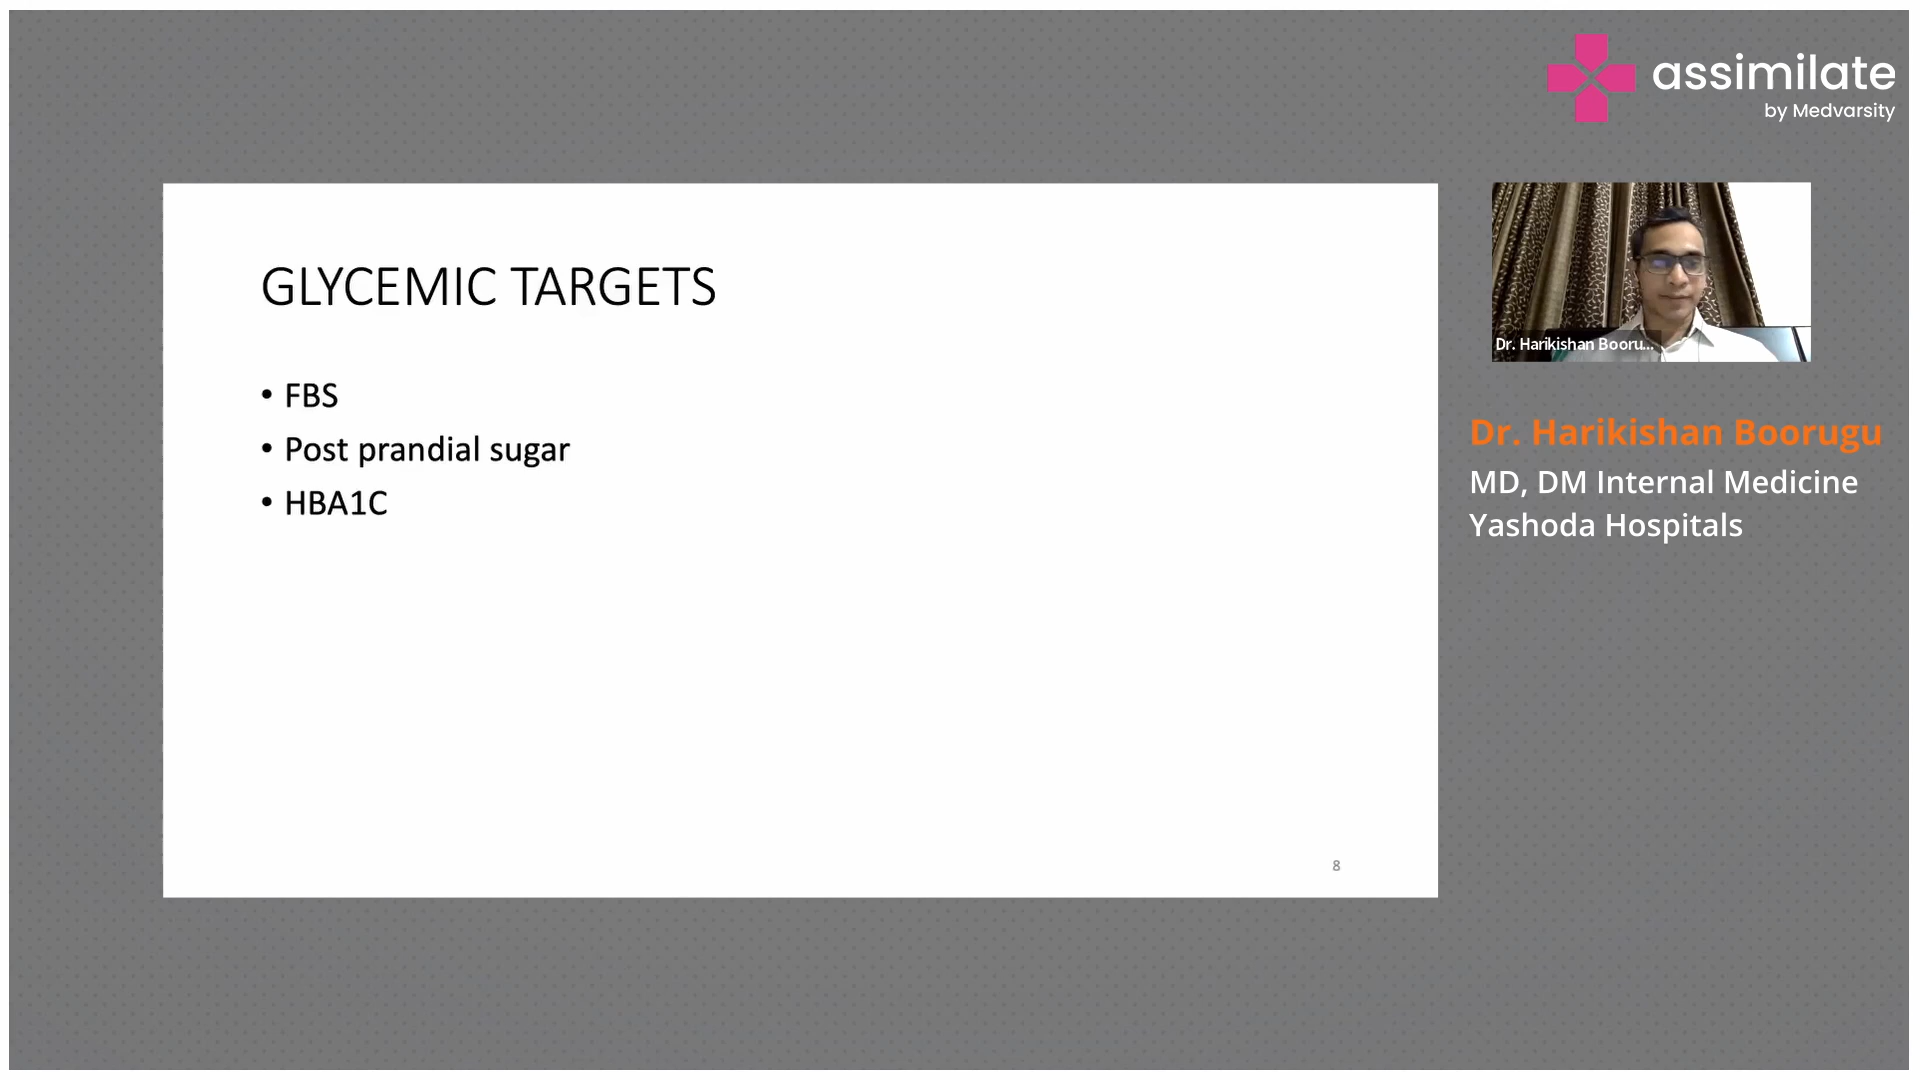 assimilate
by Medvarsity
GLYCEMIC TARGETS
• FBS
• Post prandial sugar
• HBA1C
8
Dr. Harikishan Booru...
Dr. Harikishan Boorugu
MD, DM Internal Medicine
Yashoda Hospitals